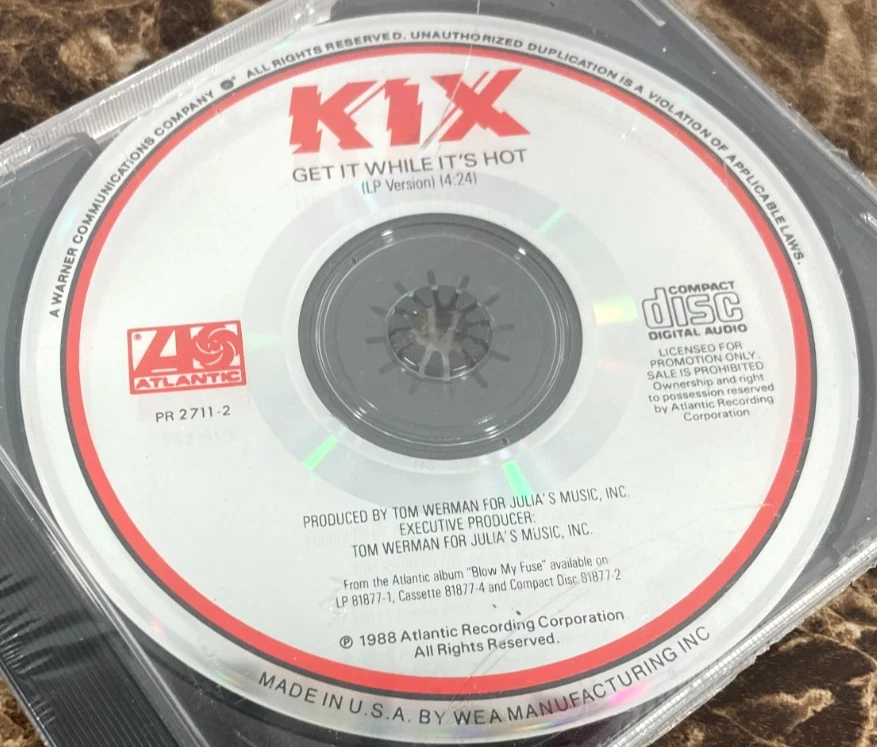 A WARNER COMMUNICATIONS COMPANY ALL RIGHTS RESERVED. UNAUTHORIZED DUPLICATION IS A VIOLATION OF APPLICABLE LAWS.
KIX
GET IT WHILE IT'S HOT
(LP Version) (4:24)
COMPACT
disc
DIGITAL AUDIO
®
ATLANTIC
PR 2711-2
LICENSED FOR
PROMOTION ONLY.
SALE IS PROHIBITED
Ownership and right
to possession reserved
by Atlantic Recording
Corporation
PRODUCED BY TOM WERMAN FOR JULIA'S MUSIC, INC.
EXECUTIVE PRODUCER:
TOM WERMAN FOR JULIA'S MUSIC, INC.
From the Atlantic album "Blow My Fuse" available on
LP 81877-1, Cassette 81877-4 and Compact Disc 81877-2
℗ 1988 Atlantic Recording Corporation
All Rights Reserved.
MADE IN U.S.A. BY WEA MANUFACTURING INC